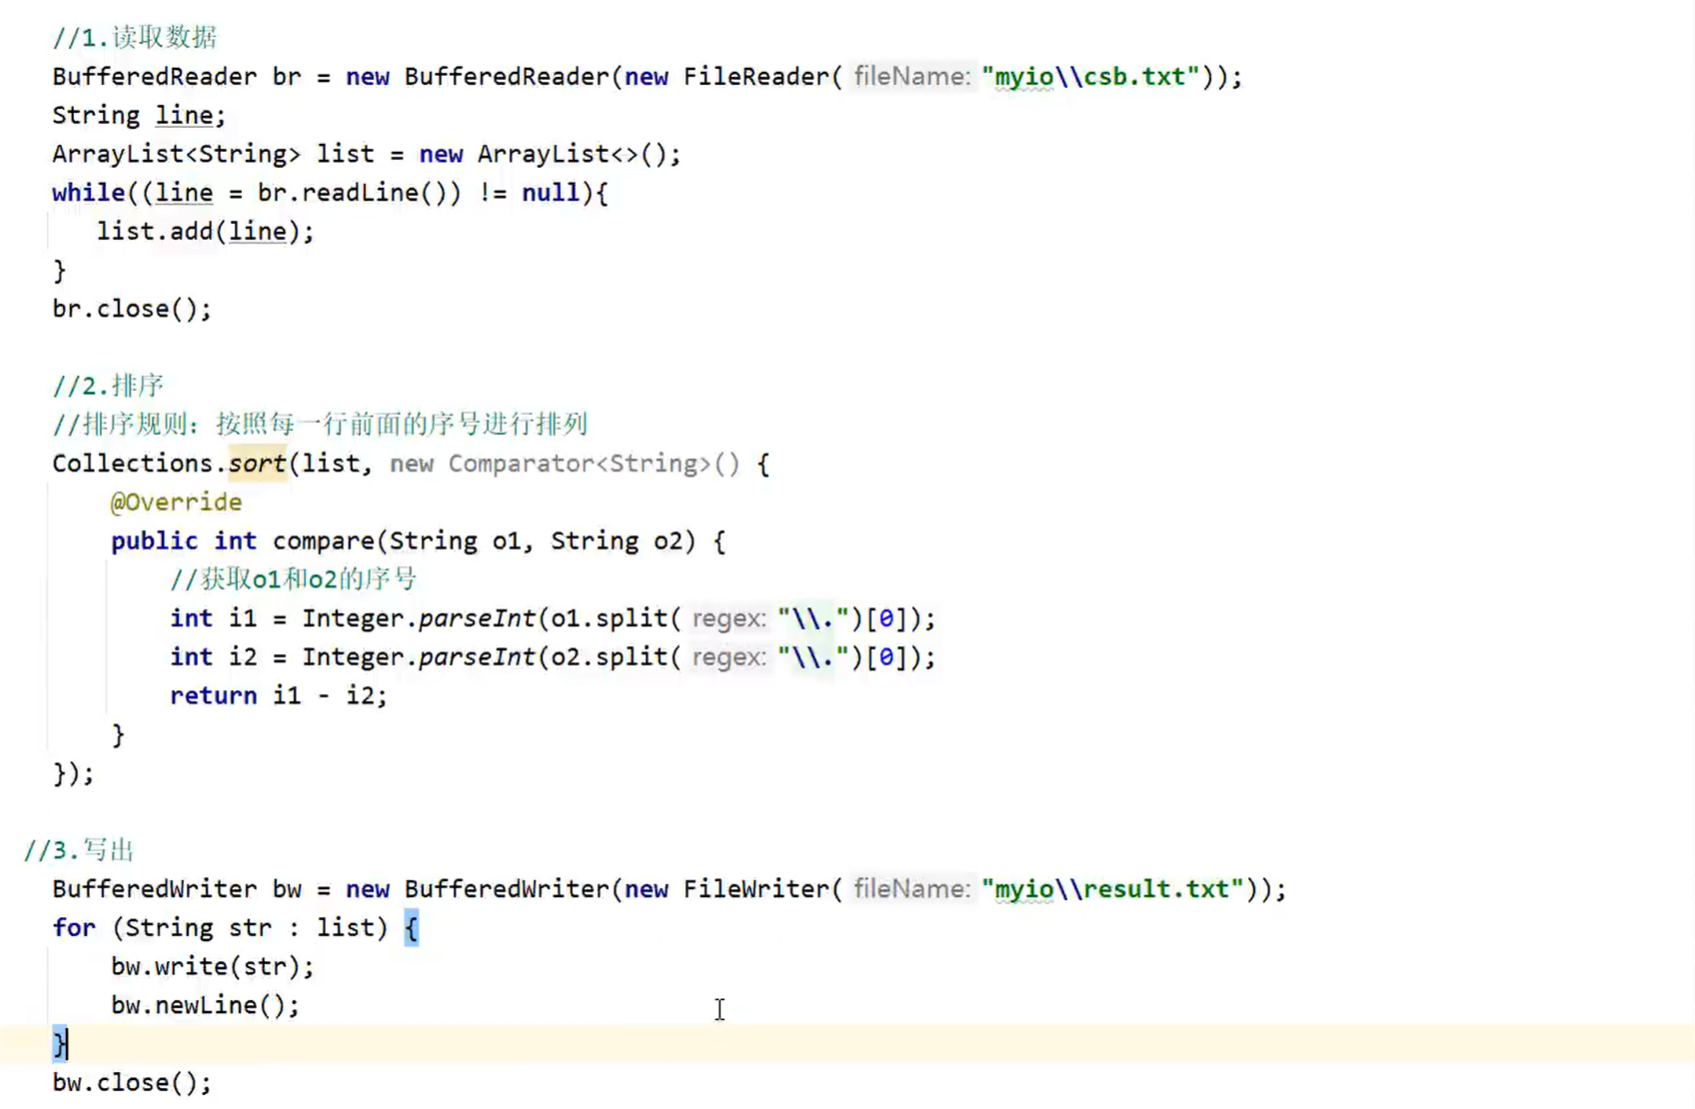 //1.读取数据
BufferedReader br = new BufferedReader(new FileReader( fileName: "myio\\csb.txt"));
String line;
ArrayList<String> list = new ArrayList<>();
while((line = br.readLine()) != null){
list.add(line);
}
br.close();
//2.排序
//排序规则：按照每一行前面的序号进行排列
Collections.sort(list, new Comparator<String>() {
@Override
public int compare(String o1, String o2) {
//获取o1和o2的序号
int i1 = Integer.parseInt(o1.split( regex: "\\.")[0]);
int i2 = Integer.parseInt(o2.split( regex: "\\.")[0]);
return i1 - i2;
}
});
//3.写出
BufferedWriter bw = new BufferedWriter(new FileWriter( fileName: "myio\\result.txt"));
for (String str : list) {
bw.write(str);
bw.newLine();
}
bw.close();